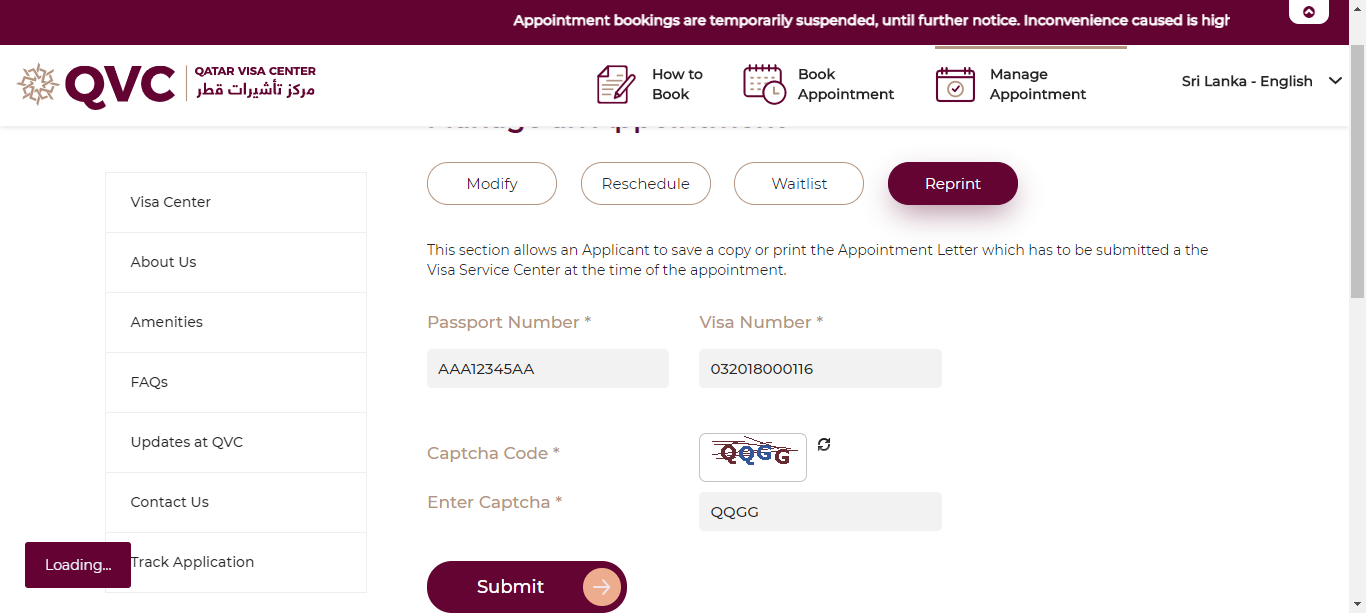 Appointment bookings are temporarily suspended, until further notice. Inconvenience caused is
QVC
QATAR VISA CENTER
مركز تأشيرات قطر
How to
Book
Book
Appointment
Manage
Appointment
Sri Lanka - English
Manage an Appointment
Modify
Reschedule
Waitlist
Reprint
This section allows an Applicant to save a copy or print the Appointment Letter which has to be submitted a the
Visa Service Center at the time of the appointment.
Visa Center
About Us
Amenities
FAQs
Updates at QVC
Contact Us
Track Application
Passport Number *
Visa Number *
AAA12345AA
032018000116
Captcha Code *
QQGG
Enter Captcha *
QQGG
Loading...
Submit